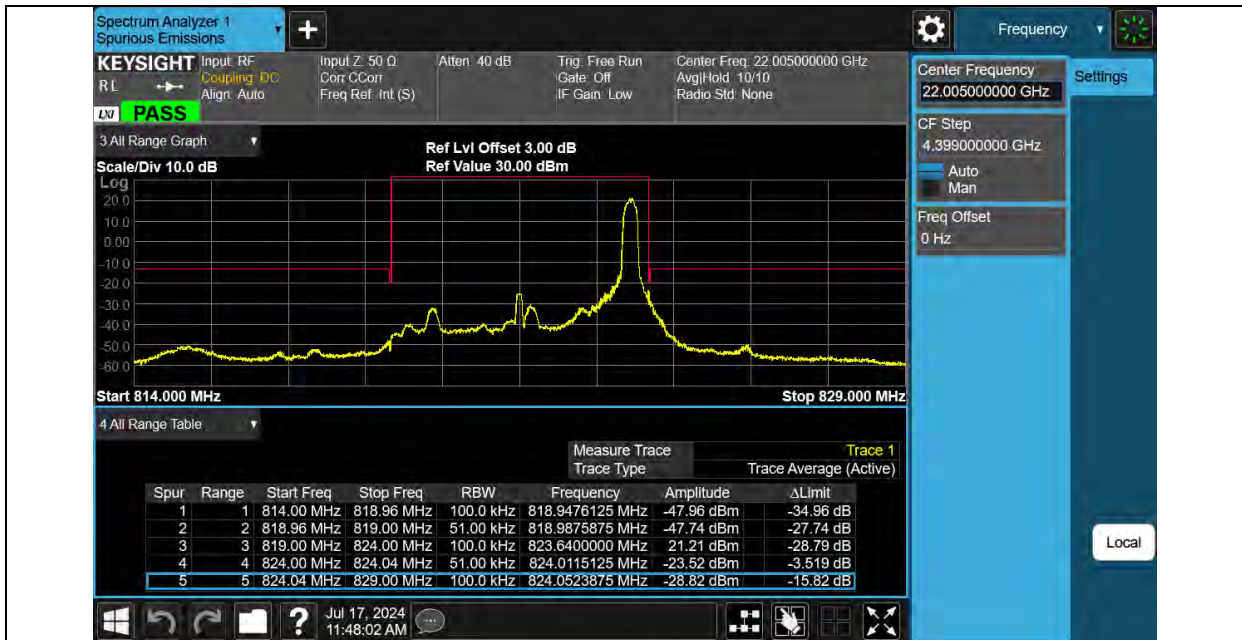 Spectrum Analyzer 1
Spurious Emissions
+
Frequency
KEYSIGHT Input: RF Input Z: 50 Ω Atten: 40 dB Trig: Free Run Center Freq: 22.005000000 GHz
RL Coupling: DC Corr CCorr Gate: Off Avg|Hold: 10/10
Align: Auto Freq Ref: Int (S) IF Gain: Low Radio Std: None
LXI PASS
Center Frequency
22.005000000 GHz
Settings
CF Step
4.399000000 GHz
Auto
Man
Freq Offset
0 Hz
3 All Range Graph
Ref Lvl Offset 3.00 dB
Scale/Div 10.0 dB Ref Value 30.00 dBm
Log
20.0
10.0
0.00
-10.0
-20.0
-30.0
-40.0
-50.0
-60.0
Start 814.000 MHz Stop 829.000 MHz
4 All Range Table
Measure Trace Trace 1
Trace Type Trace Average (Active)
Spur Range Start Freq Stop Freq RBW Frequency Amplitude ΔLimit
1 1 814.00 MHz 818.96 MHz 100.0 kHz 818.9476125 MHz -47.96 dBm -34.96 dB
2 2 818.96 MHz 819.00 MHz 51.00 kHz 818.9875875 MHz -47.74 dBm -27.74 dB
3 3 819.00 MHz 824.00 MHz 100.0 kHz 823.6400000 MHz 21.21 dBm -28.79 dB
4 4 824.00 MHz 824.04 MHz 51.00 kHz 824.0115125 MHz -23.52 dBm -3.519 dB
5 5 824.04 MHz 829.00 MHz 100.0 kHz 824.0523875 MHz -28.82 dBm -15.82 dB
Local
? Jul 17, 2024
11:48:02 AM